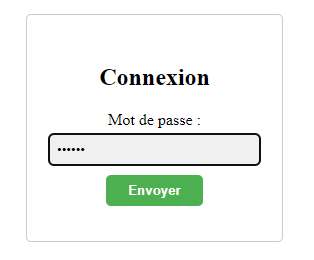 Connexion
Mot de passe :
••••••
Envoyer